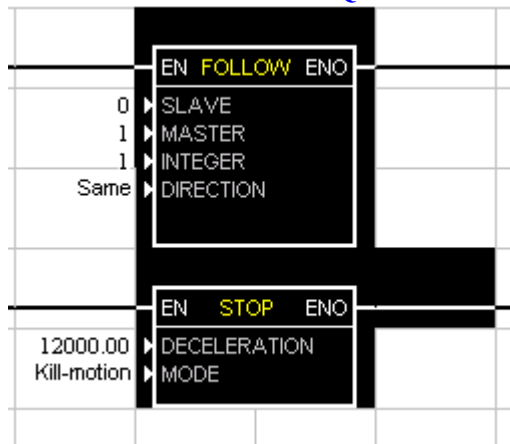 EN FOLLOW ENO
0 SLAVE
1 MASTER
1 INTEGER
Same DIRECTION
EN STOP ENO
12000.00 DECELERATION
Kill-motion MODE